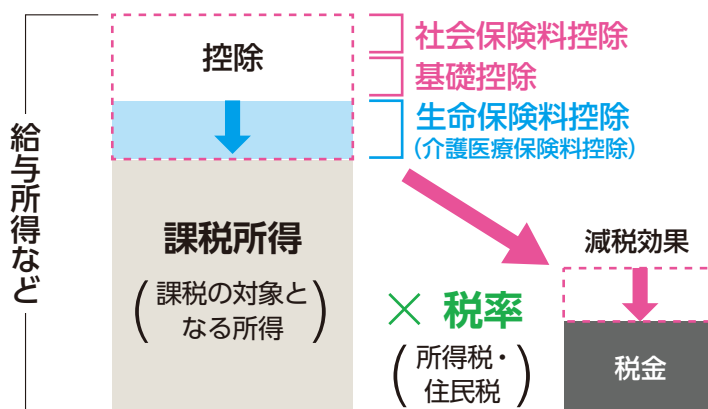 給与所得など
控除
社会保険料控除
基礎控除
生命保険料控除
(介護医療保険料控除)
課税所得
(課税の対象と
なる所得)
× 税率
(所得税・
住民税)
減税効果
税金